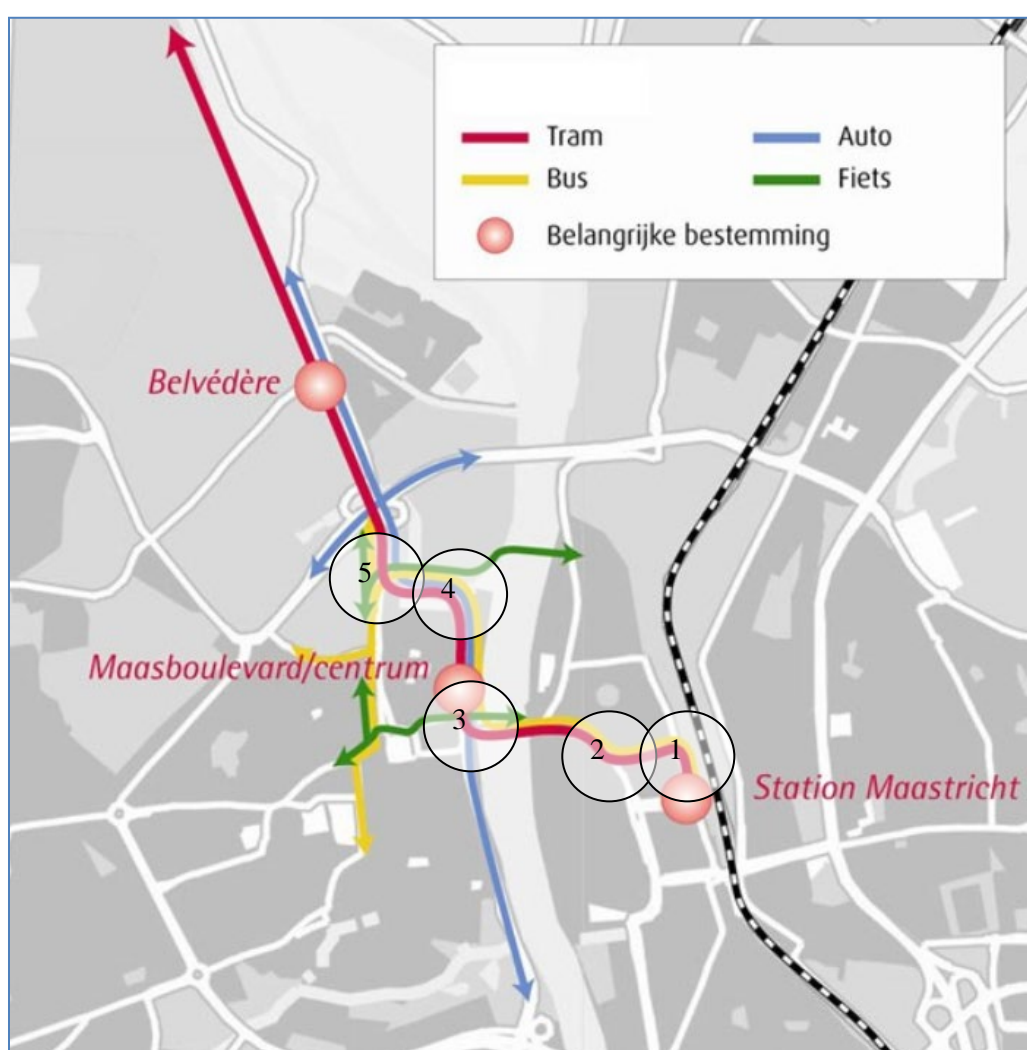 Tram
Auto
Bus
Fiets
Belangrijke bestemming
Belvédère
5
4
Maasboulevard/centrum
3
2
1
Station Maastricht